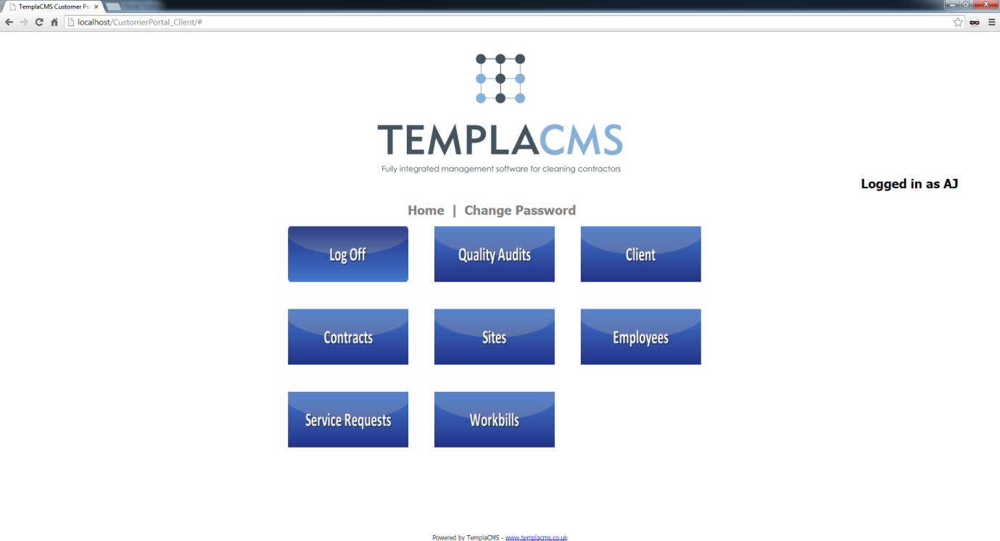 TemplaCMS Customer Po
localhost/CustomerPortal_Client/#
TEMPLACMS
Fully integrated management software for cleaning contractors
Logged in as AJ
Home | Change Password
Log Off
Quality Audits
Client
Contracts
Sites
Employees
Service Requests
Workbills
Powered by TemplaCMS - www.templacms.co.uk